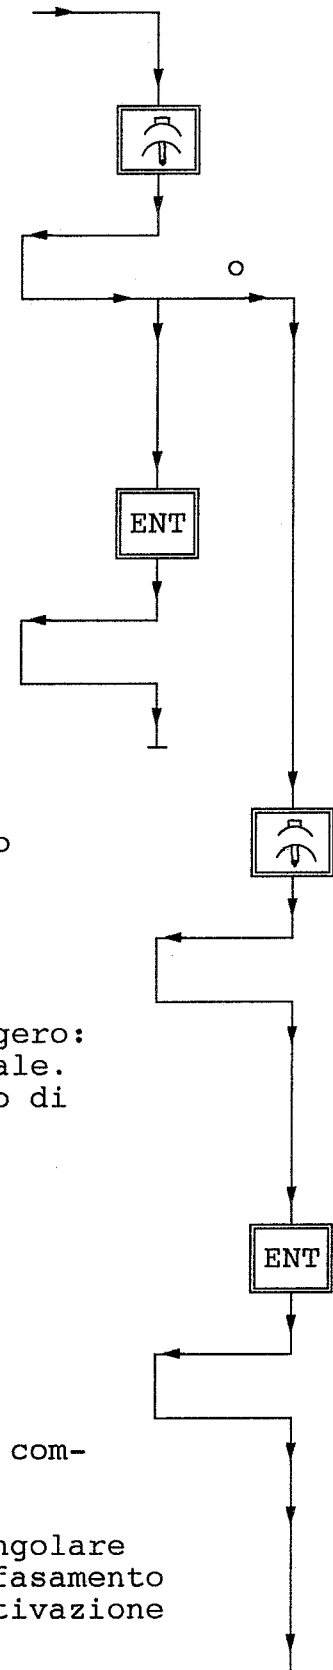 o
ENT
o
gero:
ale.
o di
ENT
com-
ngolare
fasamento
tivazione